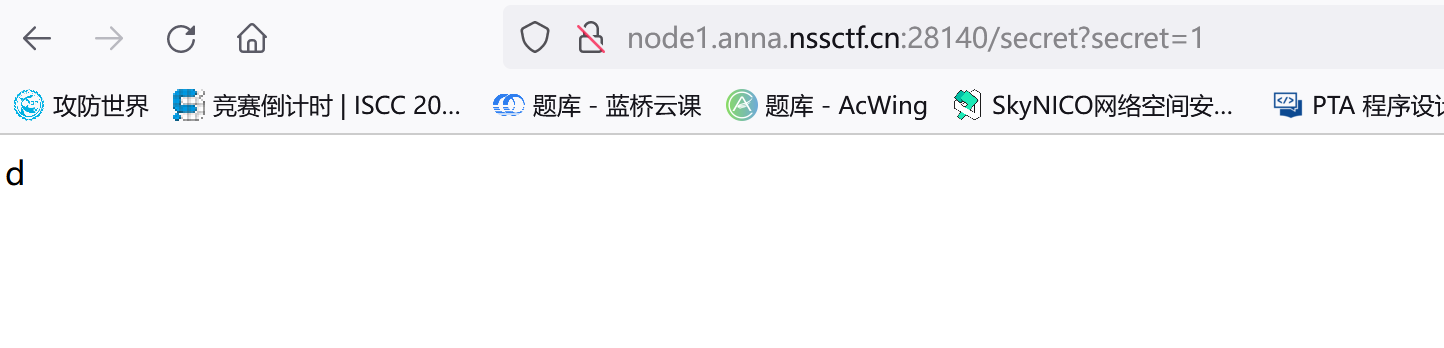 node1.anna.nssctf.cn:28140/secret?secret=1
攻防世界 竞赛倒计时 | ISCC 20... 题库 - 蓝桥云课 题库 - AcWing SkyNICO网络空间安... PTA 程序设计
d